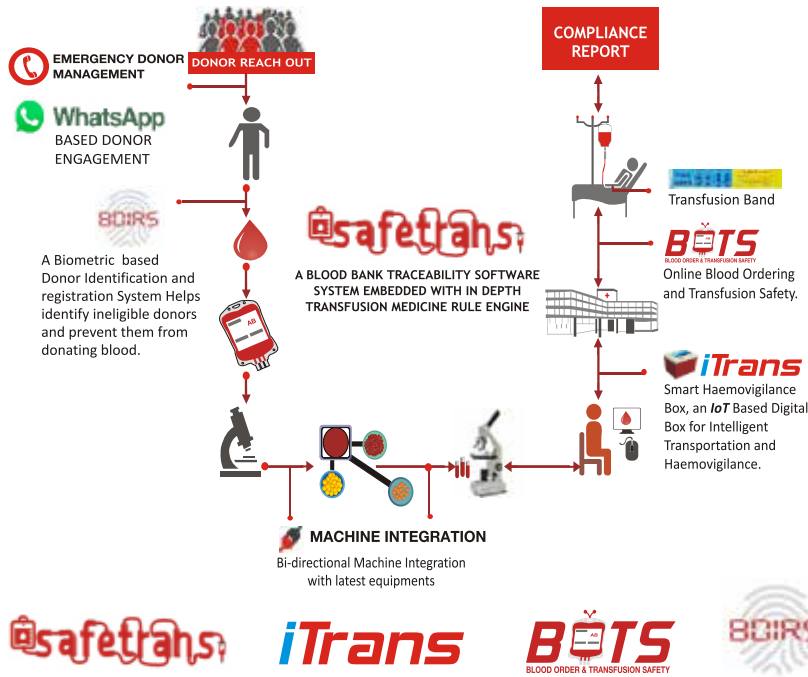 EMERGENCY DONOR
MANAGEMENT
DONOR REACH OUT
WhatsApp
BASED DONOR
ENGAGEMENT
BDIRS
A Biometric based
Donor Identification and
registration System Helps
identify ineligible donors
and prevent them from
donating blood.
AB
safetrans
A BLOOD BANK TRACEABILITY SOFTWARE
SYSTEM EMBEDDED WITH IN DEPTH
TRANSFUSION MEDICINE RULE ENGINE
COMPLIANCE
REPORT
Transfusion Band
BOTS
BLOOD ORDER & TRANSFUSION SAFETY
Online Blood Ordering
and Transfusion Safety.
iTrans
Smart Haemovigilance
Box, an IoT Based Digital
Box for Intelligent
Transportation and
Haemovigilance.
MACHINE INTEGRATION
Bi-directional Machine Integration
with latest equipments
safetrans
iTrans
BOTS
AB
BLOOD ORDER & TRANSFUSION SAFETY
BDIRS